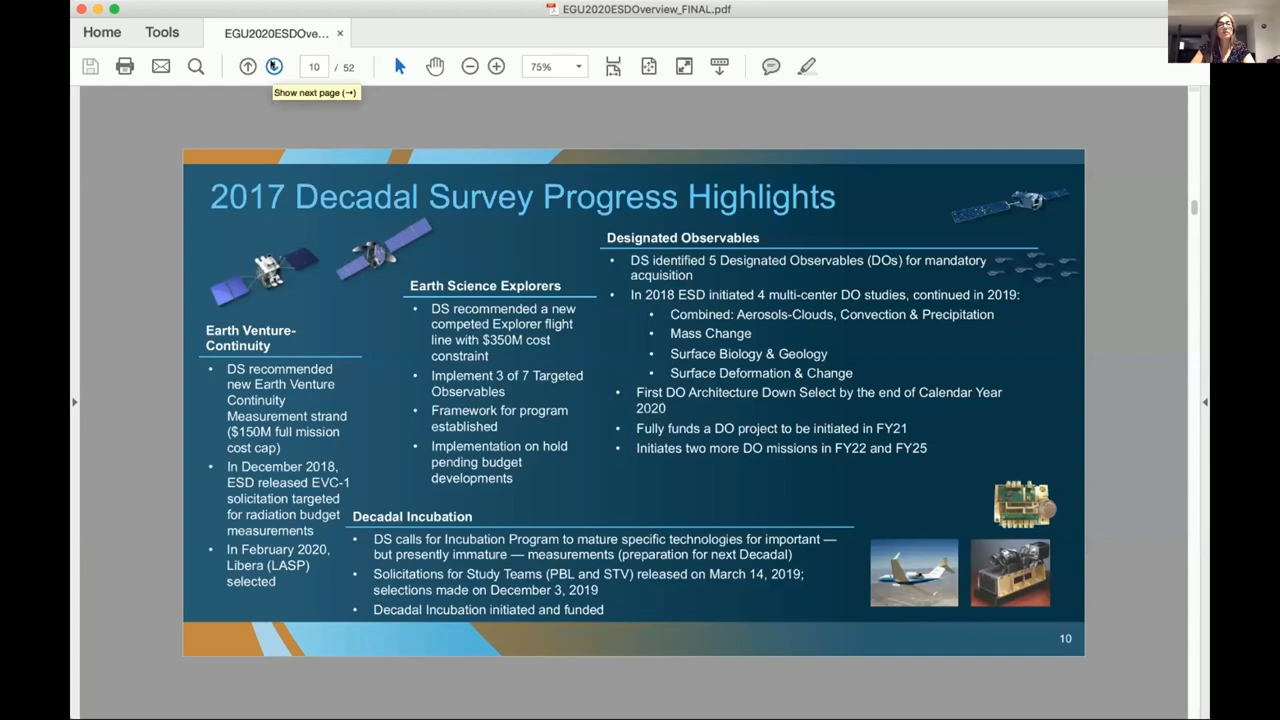 EGU2020ESDOverview_FINAL.pdf
Home
Tools
EGU2020ESDOve...
×
10
/ 52
75%
Show next page (→)
2017 Decadal Survey Progress Highlights
Earth Venture-
Continuity
• DS recommended
new Earth Venture
Continuity
Measurement strand
($150M full mission
cost cap)
• In December 2018,
ESD released EVC-1
solicitation targeted
for radiation budget
measurements
• In February 2020,
Libera (LASP)
selected
Earth Science Explorers
• DS recommended a new
competed Explorer flight
line with $350M cost
constraint
• Implement 3 of 7 Targeted
Observables
• Framework for program
established
• Implementation on hold
pending budget
developments
Designated Observables
• DS identified 5 Designated Observables (DOs) for mandatory
acquisition
• In 2018 ESD initiated 4 multi-center DO studies, continued in 2019:
• Combined: Aerosols-Clouds, Convection & Precipitation
• Mass Change
• Surface Biology & Geology
• Surface Deformation & Change
• First DO Architecture Down Select by the end of Calendar Year
2020
• Fully funds a DO project to be initiated in FY21
• Initiates two more DO missions in FY22 and FY25
Decadal Incubation
• DS calls for Incubation Program to mature specific technologies for important —
but presently immature — measurements (preparation for next Decadal)
• Solicitations for Study Teams (PBL and STV) released on March 14, 2019;
selections made on December 3, 2019
• Decadal Incubation initiated and funded
10